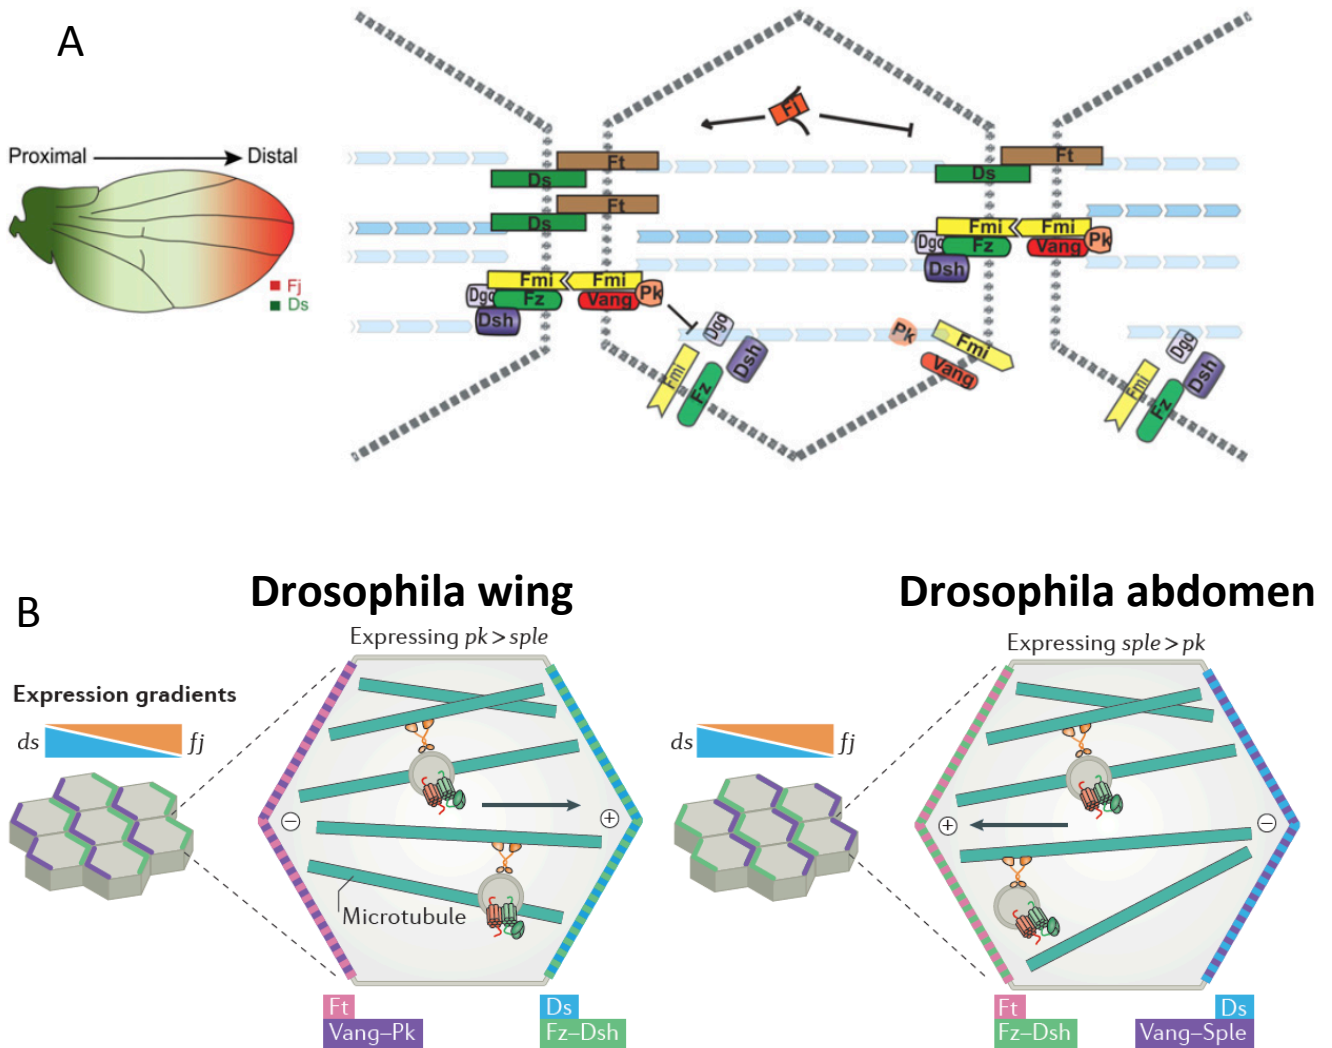 A
Proximal
Distal
Fj
Ds
Fj
Ft
Ds
Ft
Ds
Ft
Ds
Fmi
Fmi
Dgo
Fz
Vang
Pk
Dsh
Fmi
Fmi
Dgo
Fz
Vang
Pk
Dsh
Dgo
Dsh
Fmi
Fz
Pk
Fmi
Vang
Dgo
Dsh
Fmi
Fz
B
Drosophila wing
Drosophila abdomen
Expressing pk > sple
Expressing sple > pk
Expression gradients
ds
fj
ds
fj
−
+
+
−
Microtubule
Ft
Vang–Pk
Ds
Fz–Dsh
Ft
Fz–Dsh
Ds
Vang–Sple